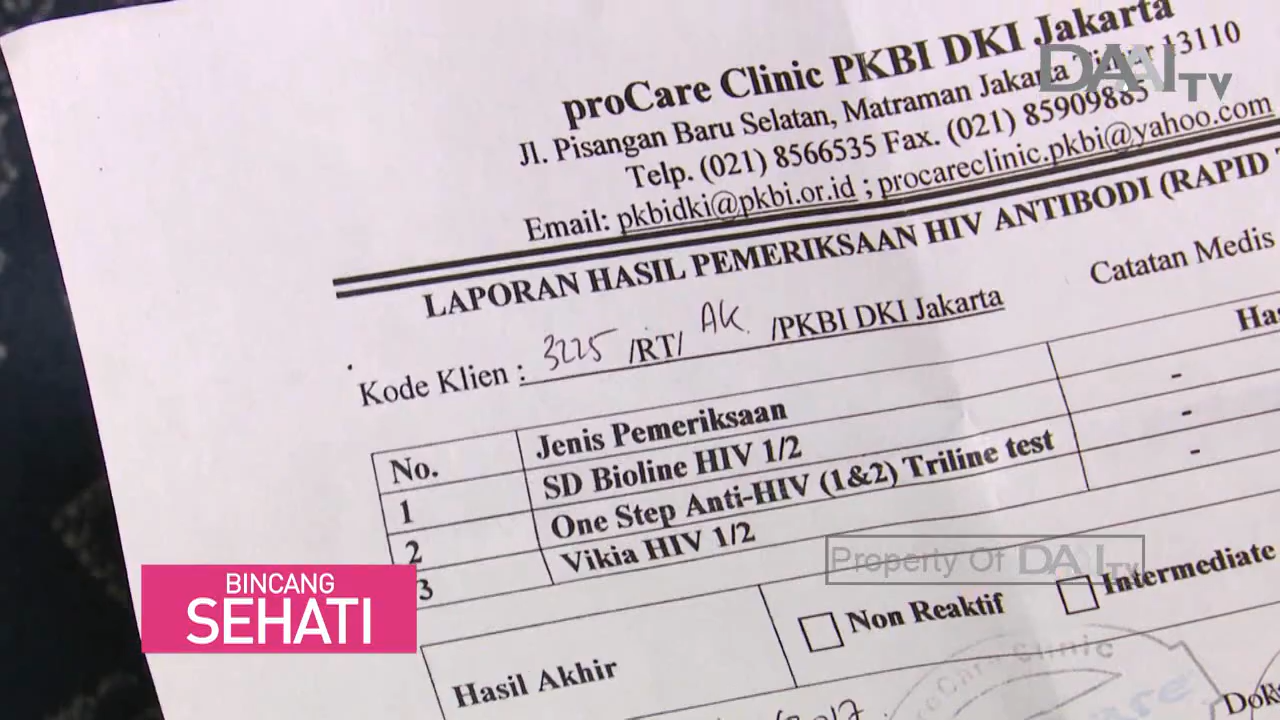 proCare Clinic PKBI DKI Jakarta
Jl. Pisangan Baru Selatan, Matraman Jakarta Timur 13110
Telp. (021) 8566535 Fax. (021) 85909885
Email: pkbidki@pkbi.or.id ; procareclinic.pkbi@yahoo.com
DAAI TV
LAPORAN HASIL PEMERIKSAAN HIV ANTIBODI (RAPID
Catatan Medis
Kode Klien : 3225 /RT/ AK /PKBI DKI Jakarta
No. Jenis Pemeriksaan
1 SD Bioline HIV 1/2 -
2 One Step Anti-HIV (1&2) Triline test -
3 Vikia HIV 1/2 -
Property Of DAAI TV
Hasil Akhir Non Reaktif Intermediate
proCare Clinic
BINCANG
SEHATI